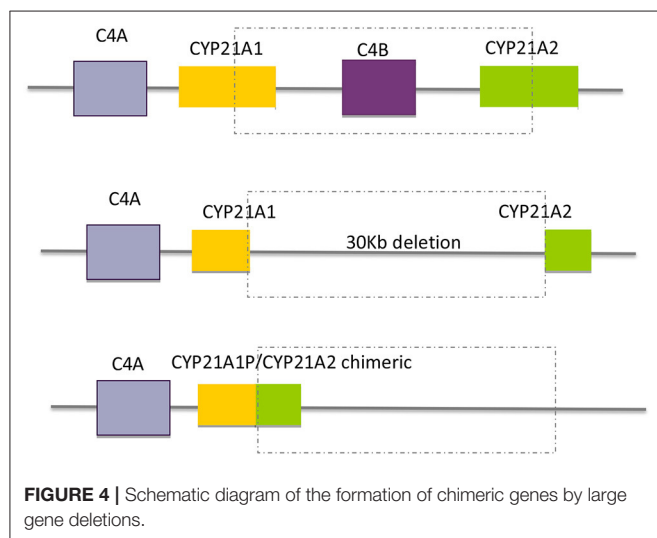 C4A CYP21A1 C4B CYP21A2
C4A CYP21A1 CYP21A2
30Kb deletion
C4A CYP21A1P/CYP21A2 chimeric
FIGURE 4 | Schematic diagram of the formation of chimeric genes by large
gene deletions.